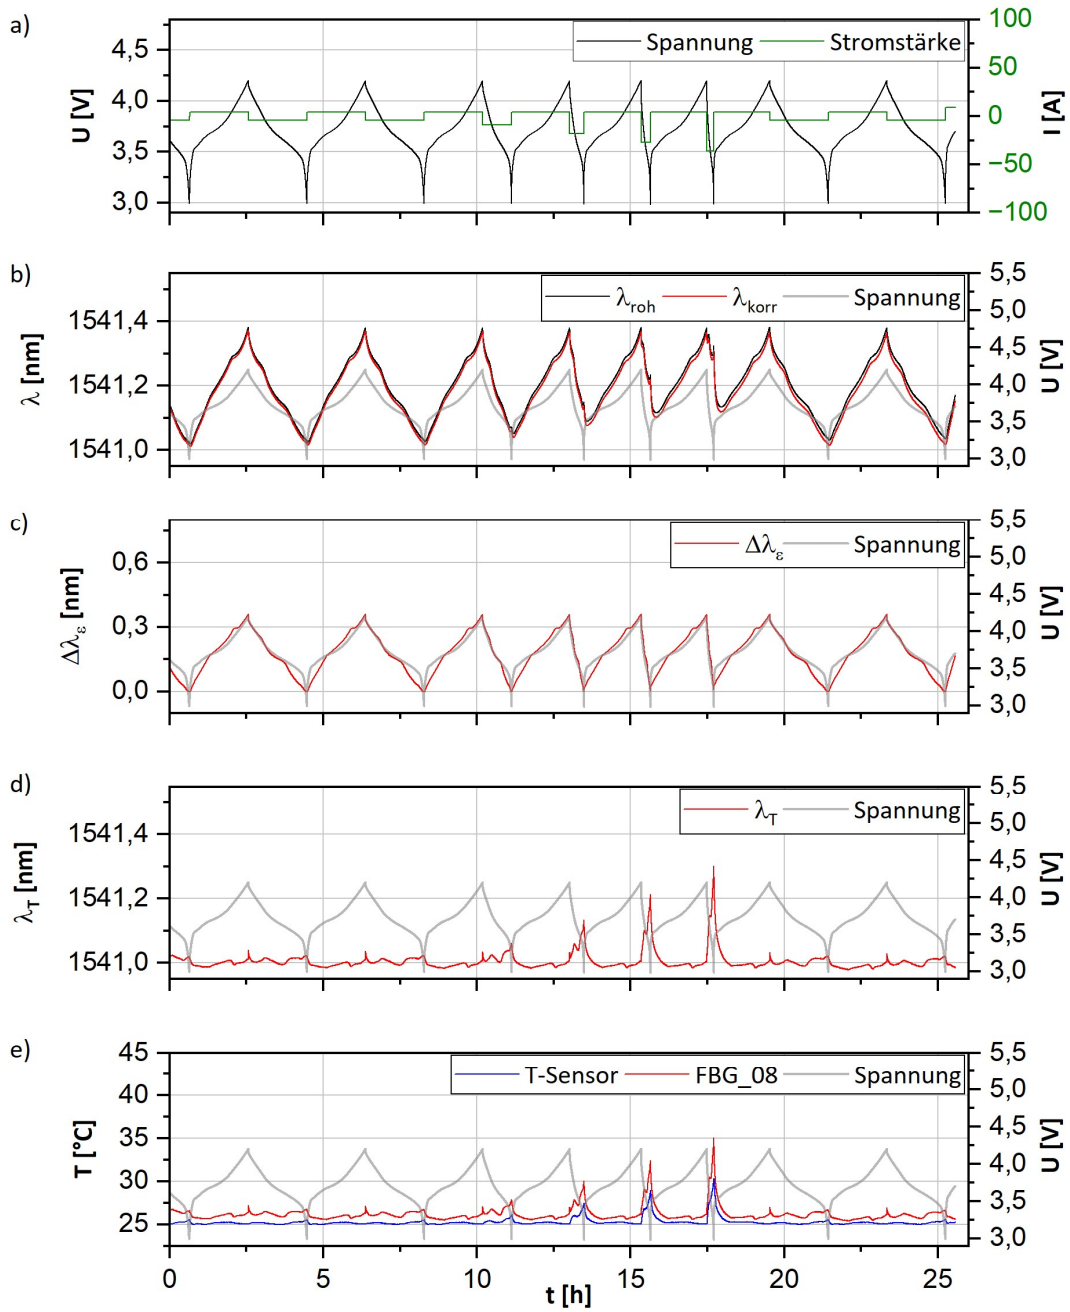 a)
Spannung Stromstärke
U [V]
4,5
4,0
3,5
3,0
I [A]
100
50
0
−50
−100
b)
λroh λkorr Spannung
λ [nm]
1541,4
1541,2
1541,0
U [V]
5,5
5,0
4,5
4,0
3,5
3,0
c)
Δλε Spannung
Δλε [nm]
0,6
0,3
0,0
U [V]
5,5
5,0
4,5
4,0
3,5
3,0
d)
λT Spannung
λT [nm]
1541,4
1541,2
1541,0
U [V]
5,5
5,0
4,5
4,0
3,5
3,0
e)
T-Sensor FBG_08 Spannung
T [°C]
45
40
35
30
25
U [V]
5,5
5,0
4,5
4,0
3,5
3,0
0 5 10 15 20 25
t [h]